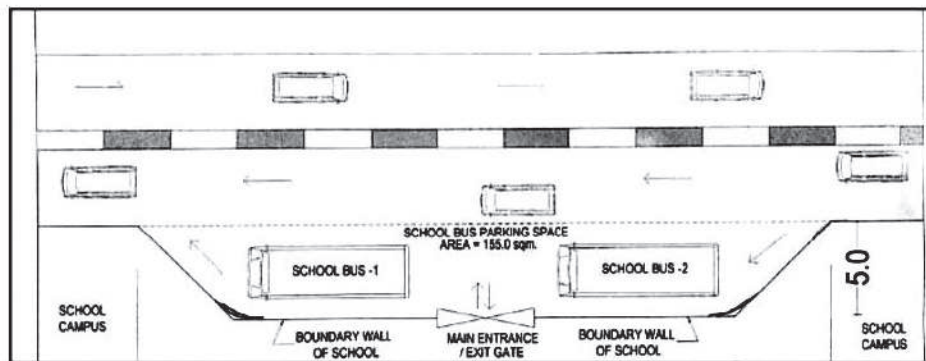 SCHOOL BUS PARKING SPACE
AREA = 155.0 sqm.
SCHOOL BUS -1
SCHOOL BUS -2
5.0
SCHOOL
CAMPUS
BOUNDARY WALL
OF SCHOOL
MAIN ENTRANCE
/ EXIT GATE
BOUNDARY WALL
OF SCHOOL
SCHOOL
CAMPUS